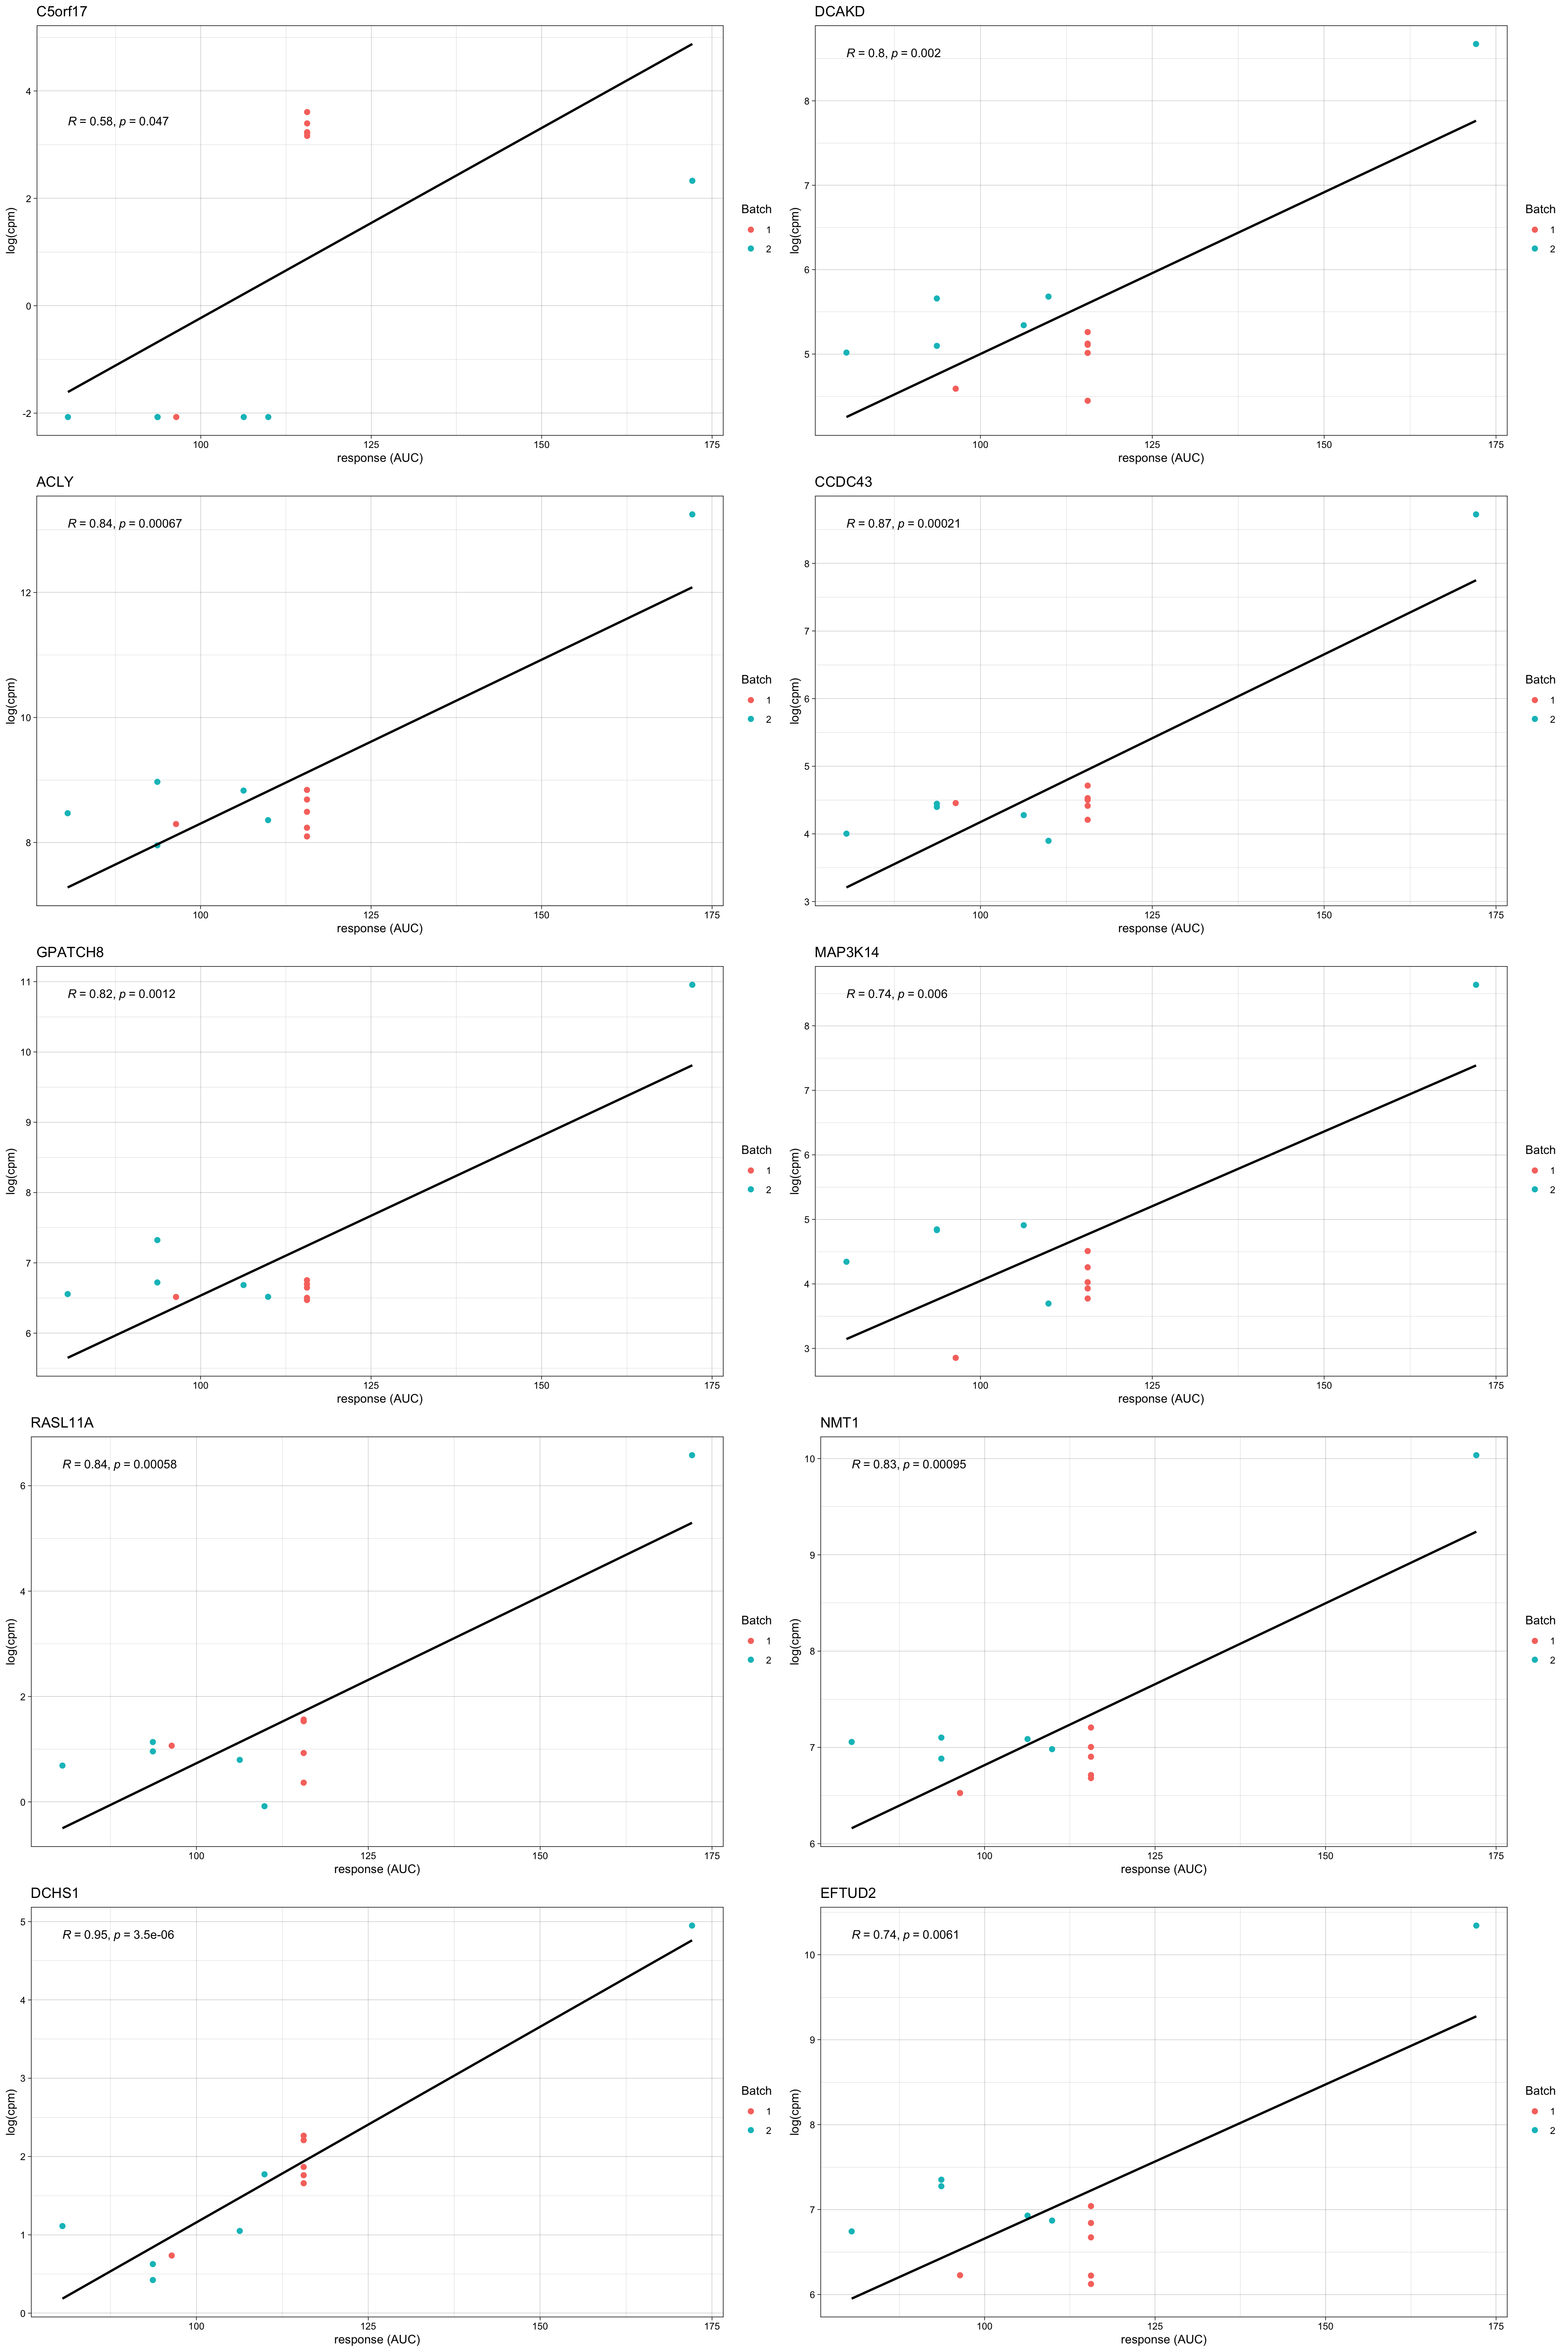 C5orf17
R = 0.58, p = 0.047
4
2
0
-2
log(cpm)
100 125 150 175
response (AUC)
Batch
1
2
DCAKD
R = 0.8, p = 0.002
8
7
6
5
log(cpm)
100 125 150 175
response (AUC)
Batch
1
2
ACLY
R = 0.84, p = 0.00067
12
10
8
log(cpm)
100 125 150 175
response (AUC)
Batch
1
2
CCDC43
R = 0.87, p = 0.00021
8
7
6
5
4
3
log(cpm)
100 125 150 175
response (AUC)
Batch
1
2
GPATCH8
R = 0.82, p = 0.0012
11
10
9
8
7
6
log(cpm)
100 125 150 175
response (AUC)
Batch
1
2
MAP3K14
R = 0.74, p = 0.006
8
7
6
5
4
3
log(cpm)
100 125 150 175
response (AUC)
Batch
1
2
RASL11A
R = 0.84, p = 0.00058
6
4
2
0
log(cpm)
100 125 150 175
response (AUC)
Batch
1
2
NMT1
R = 0.83, p = 0.00095
10
9
8
7
6
log(cpm)
100 125 150 175
response (AUC)
Batch
1
2
DCHS1
R = 0.95, p = 3.5e-06
5
4
3
2
1
0
log(cpm)
100 125 150 175
response (AUC)
Batch
1
2
EFTUD2
R = 0.74, p = 0.0061
10
9
8
7
6
log(cpm)
100 125 150 175
response (AUC)
Batch
1
2